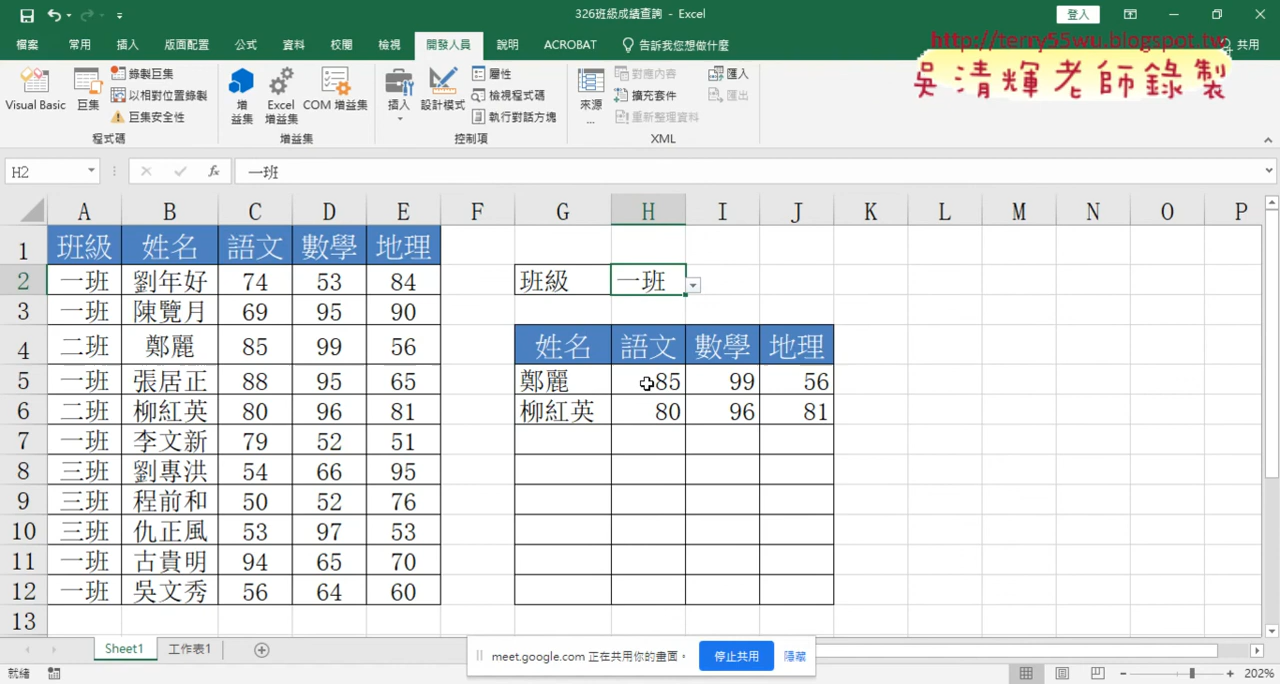 326班級成績查詢 - Excel
登入
檔案 常用 插入 版面配置 公式 資料 校閱 檢視 開發人員 說明 ACROBAT 告訴我您想做什麼 共用
http://terry55wu.blogspot.tw
吳清輝老師錄製
Visual Basic 巨集 錄製巨集 以相對位置錄製 巨集安全性
增益集 Excel 增益集 COM 增益集
插入 設計模式 屬性 檢視程式碼 執行對話方塊
來源... 對應內容 擴充套件 重新整理資料 匯入 匯出
程式碼 增益集 控制項 XML
H2 fx 一班
A B C D E F G H I J K L M N O P
1 班級 姓名 語文 數學 地理
2 一班 劉年好 74 53 84 班級 一班
3 一班 陳覽月 69 95 90
4 二班 鄭麗 85 99 56 姓名 語文 數學 地理
5 一班 張居正 88 95 65 鄭麗 85 99 56
6 二班 柳紅英 80 96 81 柳紅英 80 96 81
7 一班 李文新 79 52 51
8 三班 劉專洪 54 66 95
9 三班 程前和 50 52 76
10 三班 仇正風 53 97 53
11 一班 古貴明 94 65 70
12 一班 吳文秀 56 64 60
13
Sheet1 工作表1
meet.google.com 正在共用你的畫面。 停止共用 隱藏
就緒 202%